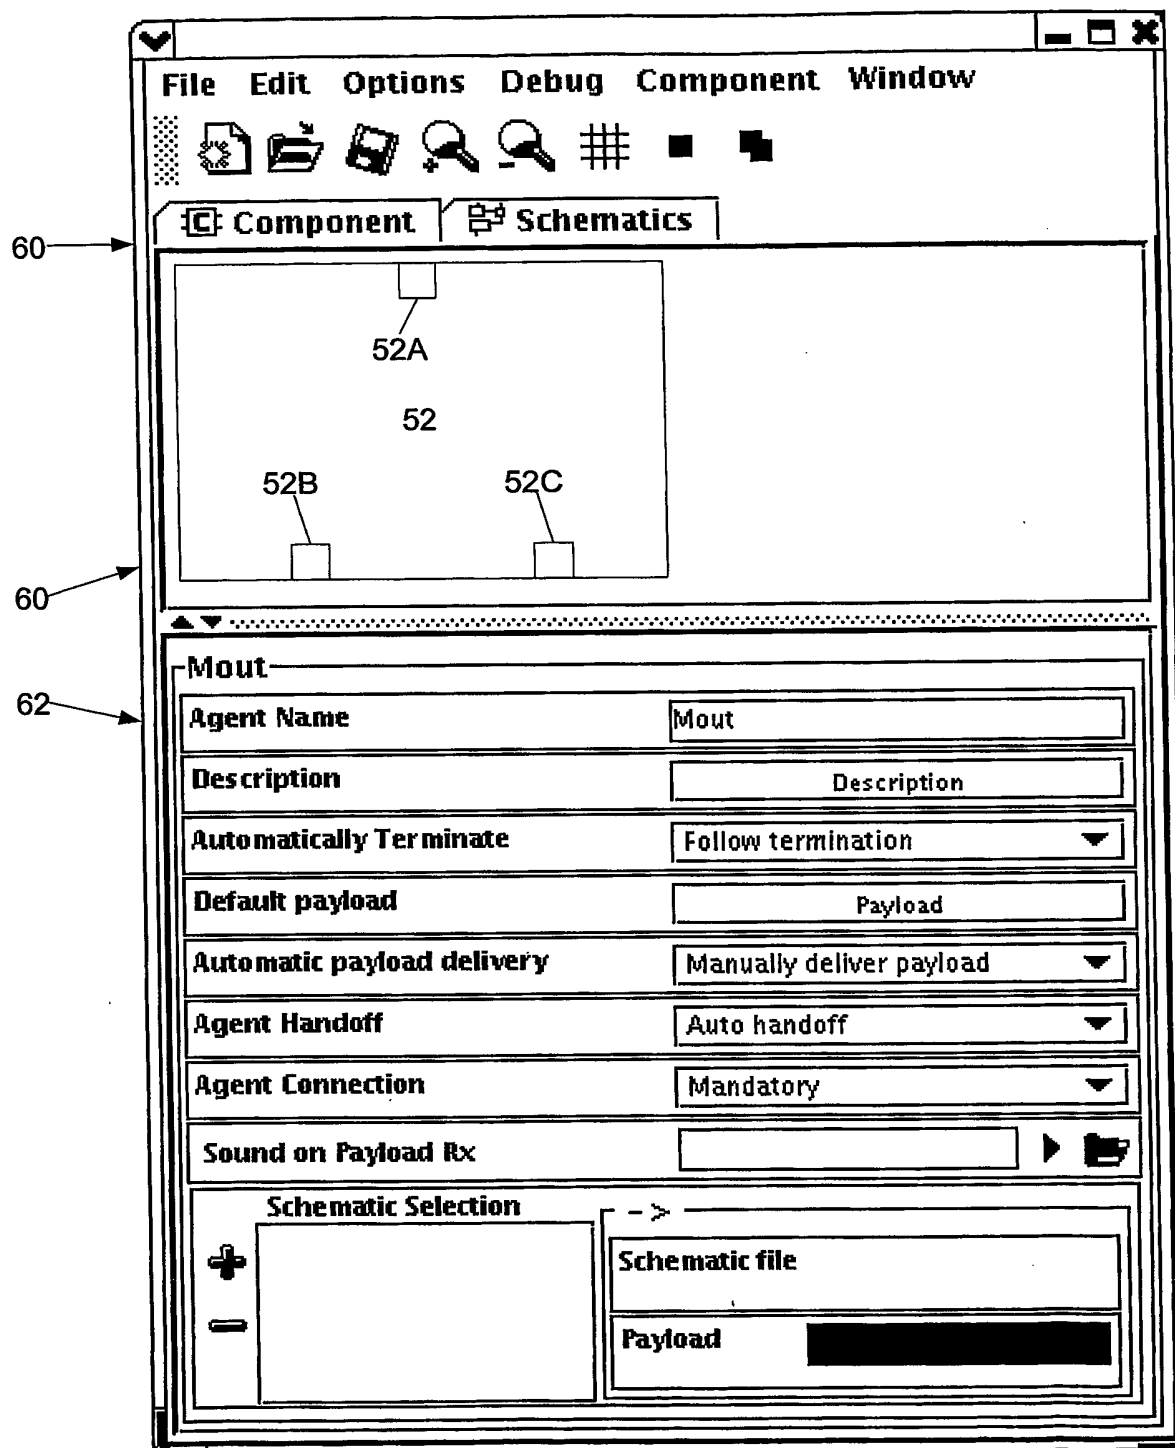 File Edit Options Debug Component Window
C Component Schematics
60
52A
52
52B 52C
60
Mout
62
Agent Name Mout
Description Description
Automatically Terminate Follow termination
Default payload Payload
Automatic payload delivery Manually deliver payload
Agent Handoff Auto handoff
Agent Connection Mandatory
Sound on Payload Rx
Schematic Selection ->
Schematic file
Payload